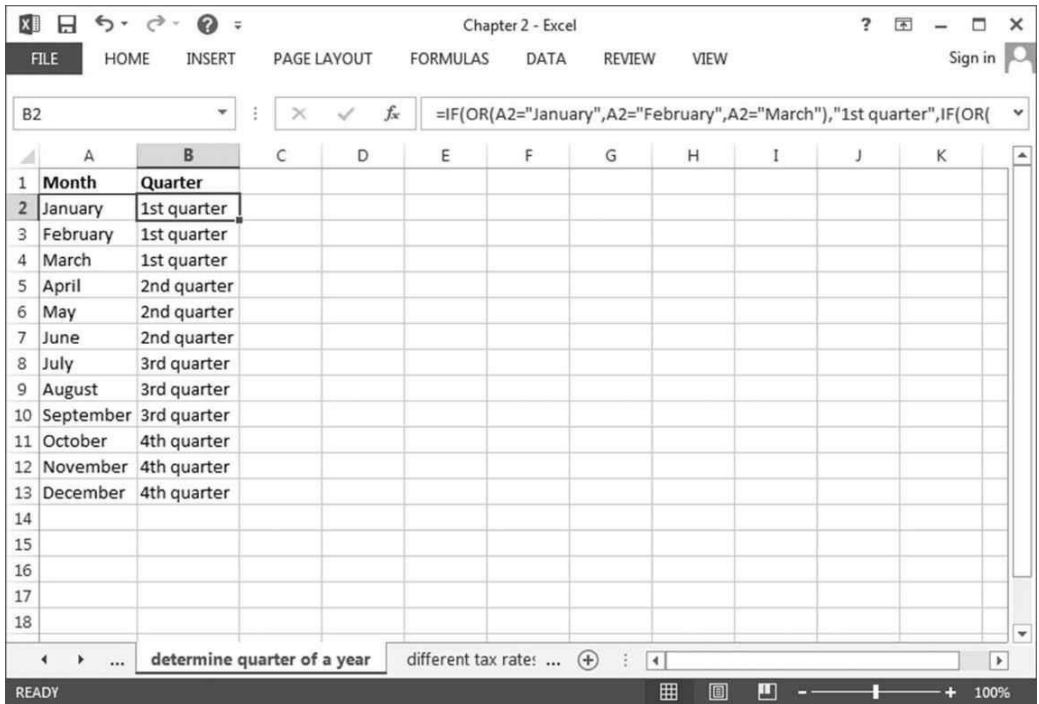 Chapter 2 - Excel
FILE HOME INSERT PAGE LAYOUT FORMULAS DATA REVIEW VIEW Sign in
B2 fx =IF(OR(A2="January",A2="February",A2="March"),"1st quarter",IF(OR(
A B C D E F G H I J K
1 Month Quarter
2 January 1st quarter
3 February 1st quarter
4 March 1st quarter
5 April 2nd quarter
6 May 2nd quarter
7 June 2nd quarter
8 July 3rd quarter
9 August 3rd quarter
10 September 3rd quarter
11 October 4th quarter
12 November 4th quarter
13 December 4th quarter
14
15
16
17
18
... determine quarter of a year different tax rate ...
READY 100%